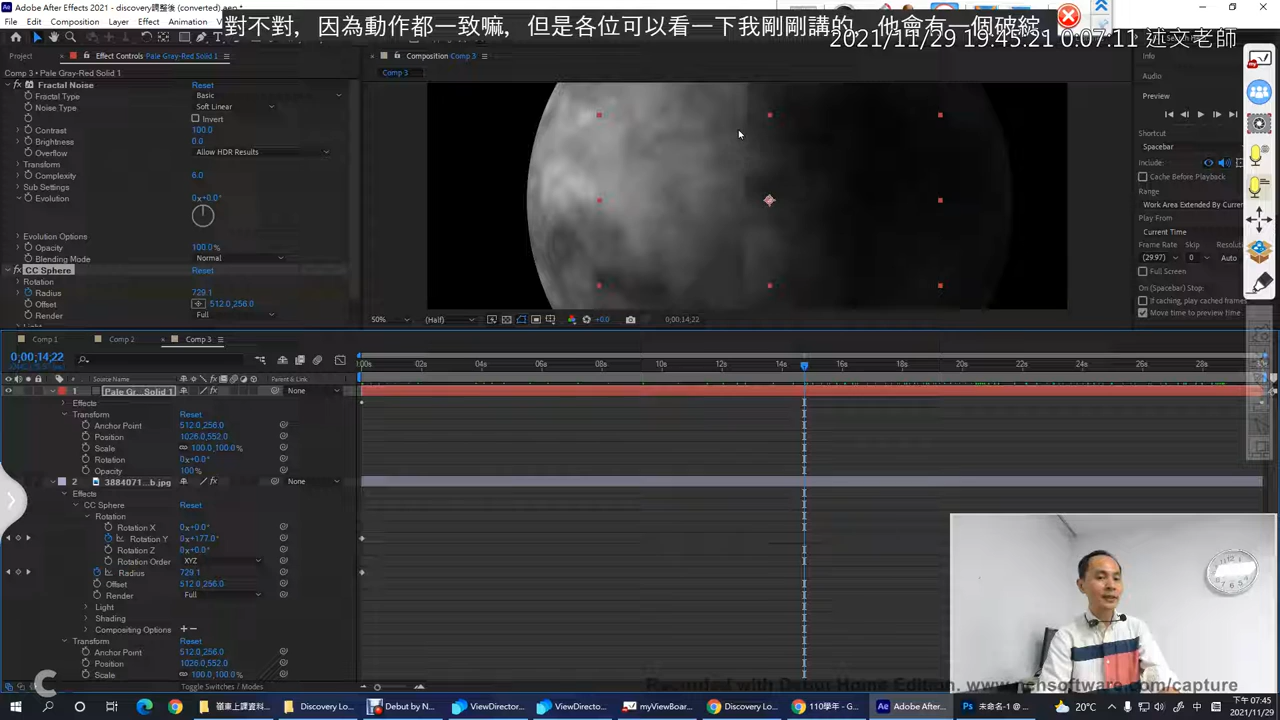 Adobe After Effects 2021 - discovery調整後 (converted).aep *
File Edit Composition Layer Effect Animation
對不對, 因為動作都一致嘛, 但是各位可以看一下我剛剛講的, 他會有一個破綻
2021/11/29 19:45:21 0:07:11 述文老師
Project Effect Controls Pale Gray-Red Solid 1 Composition Comp 3 Info
Comp 3 • Pale Gray-Red Solid 1 Comp 3
Audio
Fractal Noise Reset
Fractal Type Basic
Preview
Noise Type Soft Linear
Invert
Contrast 100.0
Shortcut
Brightness 0.0
Spacebar
Overflow Allow HDR Results
Include:
Transform
Cache Before Playback
Complexity 6.0
Range
Sub Settings
Evolution 0x+0.0°
Work Area Extended By Current
Play From
Current Time
Evolution Options
Frame Rate Skip
Opacity 100.0%
Blending Mode Normal
(29.97) 0 Auto
CC Sphere Reset
Full Screen
Rotation
On (Spacebar) Stop:
Radius 729.1
If caching, play cached frames
Offset 512.0,256.0
Move time to preview time
Render Full
Light
50% (Half) +0.0 0;00;14;22
Comp 1 Comp 2 Comp 3
0;00;14;22
:00s 02s 04s 06s 08s 10s 12s 14s 16s 18s 20s 22s 24s 26s 28s
# Source Name Parent & Link
1 Pale Gr...Solid 1 None
Effects
Transform Reset
Anchor Point 512.0,256.0
Position 1026.0,552.0
Scale 100.0,100.0%
Rotation 0x+0.0°
Opacity 100%
2 3884071...b.jpg None
Effects
CC Sphere Reset
Rotation
Rotation X 0x+0.0°
Rotation Y 0x+177.0°
Rotation Z 0x+0.0°
Rotation Order XYZ
Radius 729.1
Offset 512.0,256.0
Render Full
Light
Shading
Compositing Options
Transform Reset
Anchor Point 512.0,256.0
Position 1026.0,552.0
Scale 100.0,100.0%
Toggle Switches / Modes
Recorded with Debut Home Edition. www.nchsoftware.com/capture
Discovery Lo... Debut by N... ViewDirector... ViewDirector... myViewBoar... Discovery Lo... 110學年 - G... Adobe After... 未命名-1 @ ... 20°C 中 下午 07:45
2021/11/29